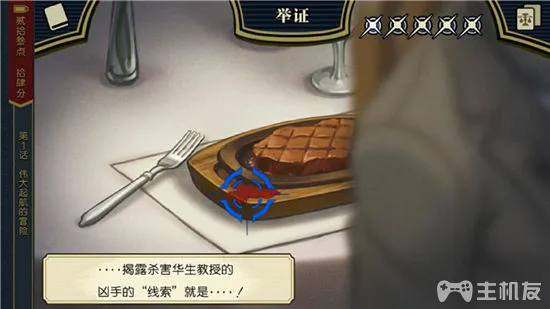 举证
贰拾叁点 拾肆分
第1话 伟大起航的冒险
‥‥揭露杀害华生教授的
凶手的“线索”就是‥‥！
主机友